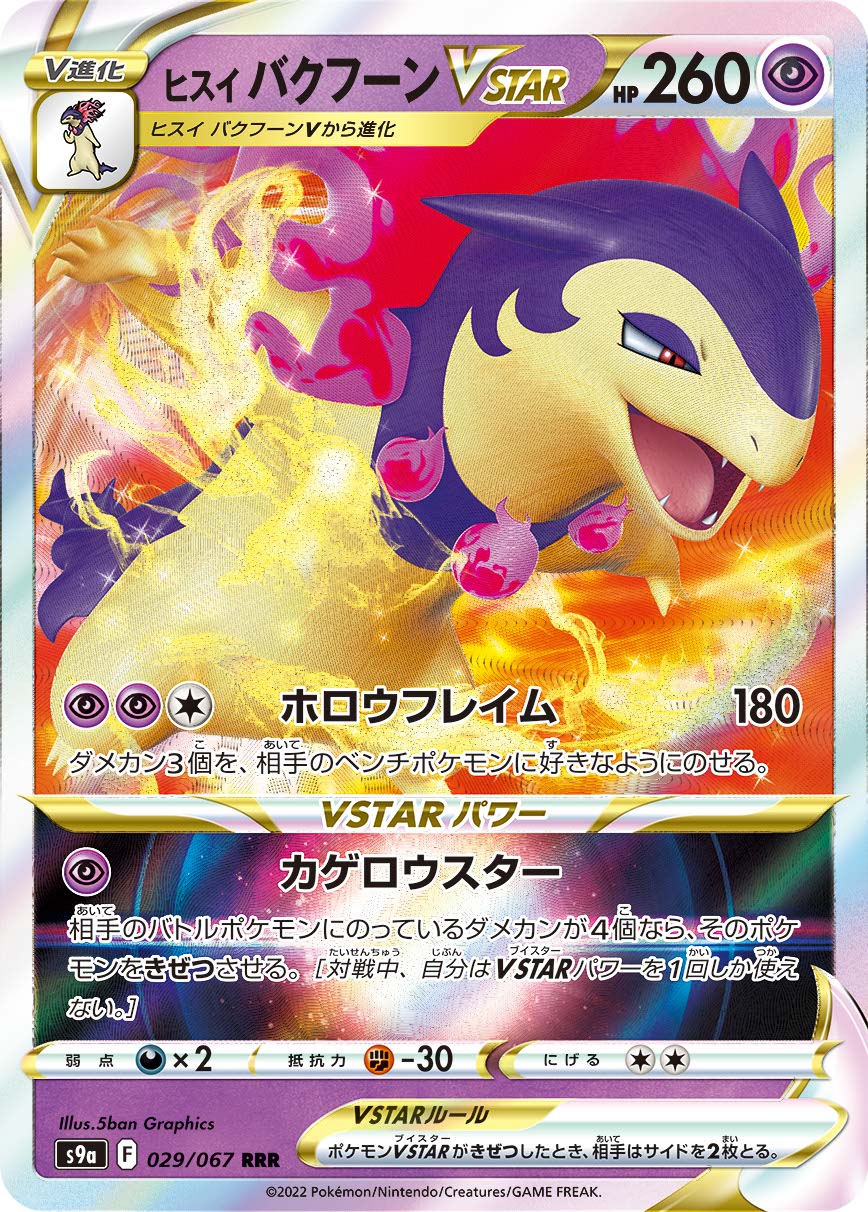 V進化
ヒスイ バクフーン VSTAR HP 260
ヒスイ バクフーンVから進化
ホロウフレイム 180
ダメカン3個を、相手のベンチポケモンに好きなようにのせる。
VSTARパワー
カゲロウスター
相手のバトルポケモンにのっているダメカンが4個なら、そのポケ
モンをきぜつさせる。［対戦中、自分はVSTARパワーを1回しか使え
ない。］
弱点 ×2 抵抗力 -30 にげる
Illus.5ban Graphics
VSTARルール
ポケモンVSTARがきぜつしたとき、相手はサイドを2枚とる。
s9a F 029/067 RRR
©2022 Pokémon/Nintendo/Creatures/GAME FREAK.